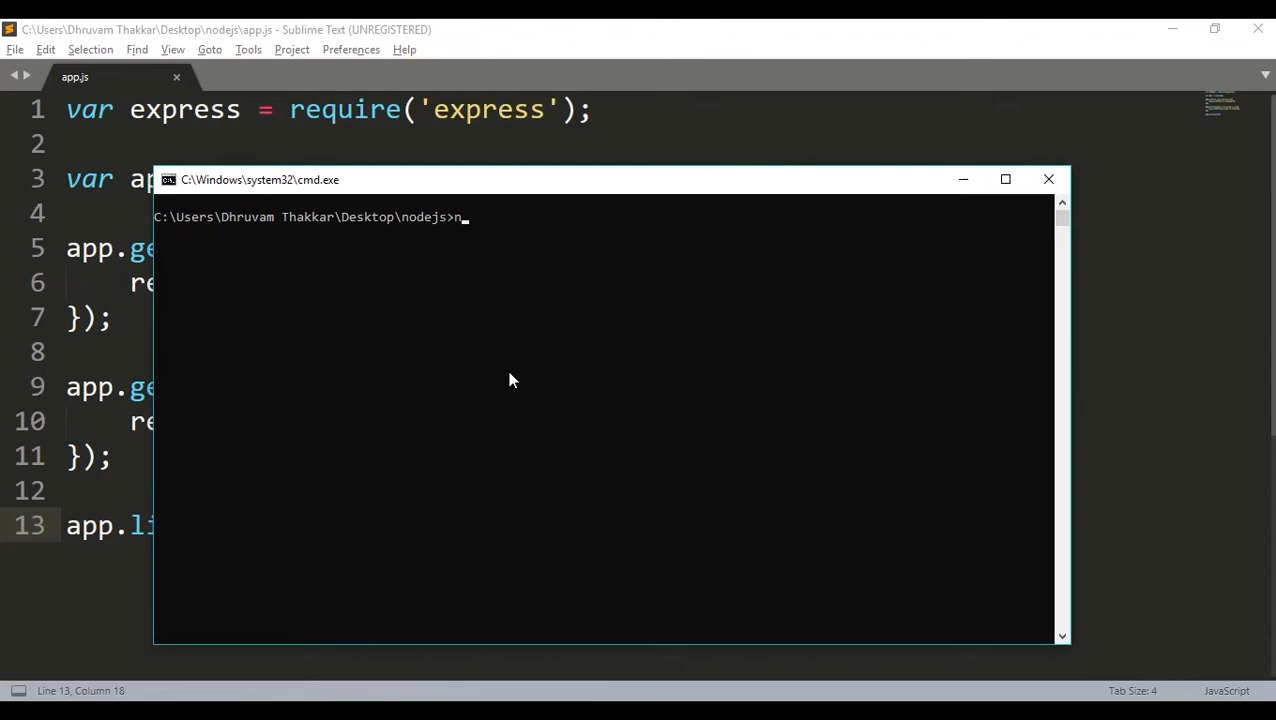 C:\Users\Dhruvam Thakkar\Desktop\nodejs\app.js - Sublime Text (UNREGISTERED)
File Edit Selection Find View Goto Tools Project Preferences Help
app.js
1 var express = require('express');
2
3 var ap
C:\Windows\system32\cmd.exe
4
C:\Users\Dhruvam Thakkar\Desktop\nodejs>n_
5 app.ge
6 re
7 });
8
9 app.ge
10 re
11 });
12
13 app.li
Line 13, Column 18
Tab Size: 4
JavaScript